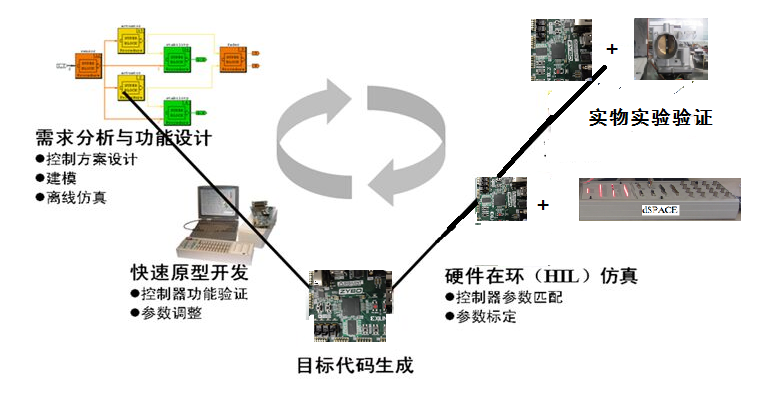 需求分析与功能设计
●控制方案设计
●建模
●离线仿真
快速原型开发
●控制器功能验证
●参数调整
ZYBO
目标代码生成
实物实验验证
+
+
dSPACE
硬件在环（HIL）仿真
●控制器参数匹配
●参数标定